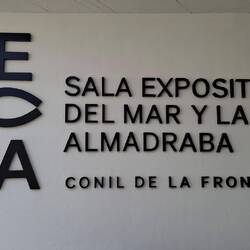 E
C
A
SALA EXPOSIT
DEL MAR Y LA
ALMADRABA
CONIL DE LA FRON